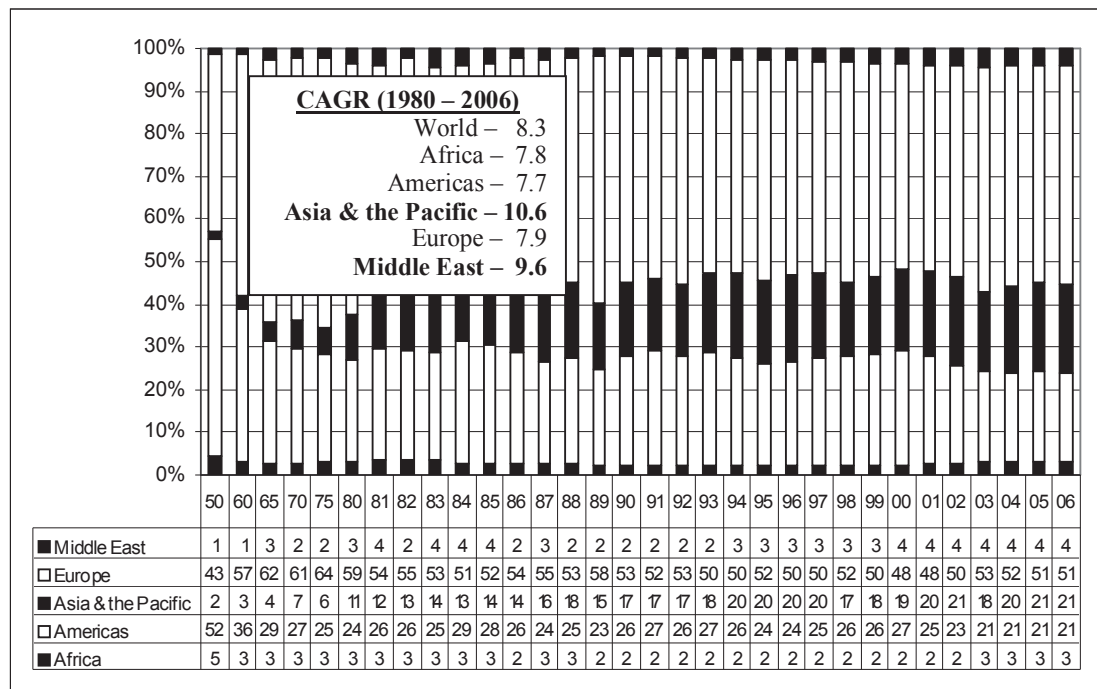 100%
90%
80%
70%
60%
50%
40%
30%
20%
10%
0%
CAGR (1980 – 2006)
World – 8.3
Africa – 7.8
Americas – 7.7
Asia & the Pacific – 10.6
Europe – 7.9
Middle East – 9.6
50 60 65 70 75 80 81 82 83 84 85 86 87 88 89 90 91 92 93 94 95 96 97 98 99 00 01 02 03 04 05 06
Middle East 1 1 3 2 2 3 4 2 4 4 4 2 3 2 2 2 2 2 2 3 3 3 3 3 3 4 4 4 4 4 4 4
Europe 43 57 62 61 64 59 54 55 53 51 52 54 55 53 58 53 52 53 50 50 52 50 50 52 50 48 48 50 53 52 51 51
Asia & the Pacific 2 3 4 7 6 11 12 13 14 13 14 14 16 18 15 17 17 17 18 20 20 20 20 17 18 19 20 21 18 20 21 21
Americas 52 36 29 27 25 24 26 26 25 29 28 26 24 25 23 26 27 26 27 26 24 24 25 26 26 27 25 23 21 21 21 21
Africa 5 3 3 3 3 3 3 3 3 3 3 2 3 3 2 2 2 2 2 2 2 2 2 2 2 2 2 2 3 3 3 3